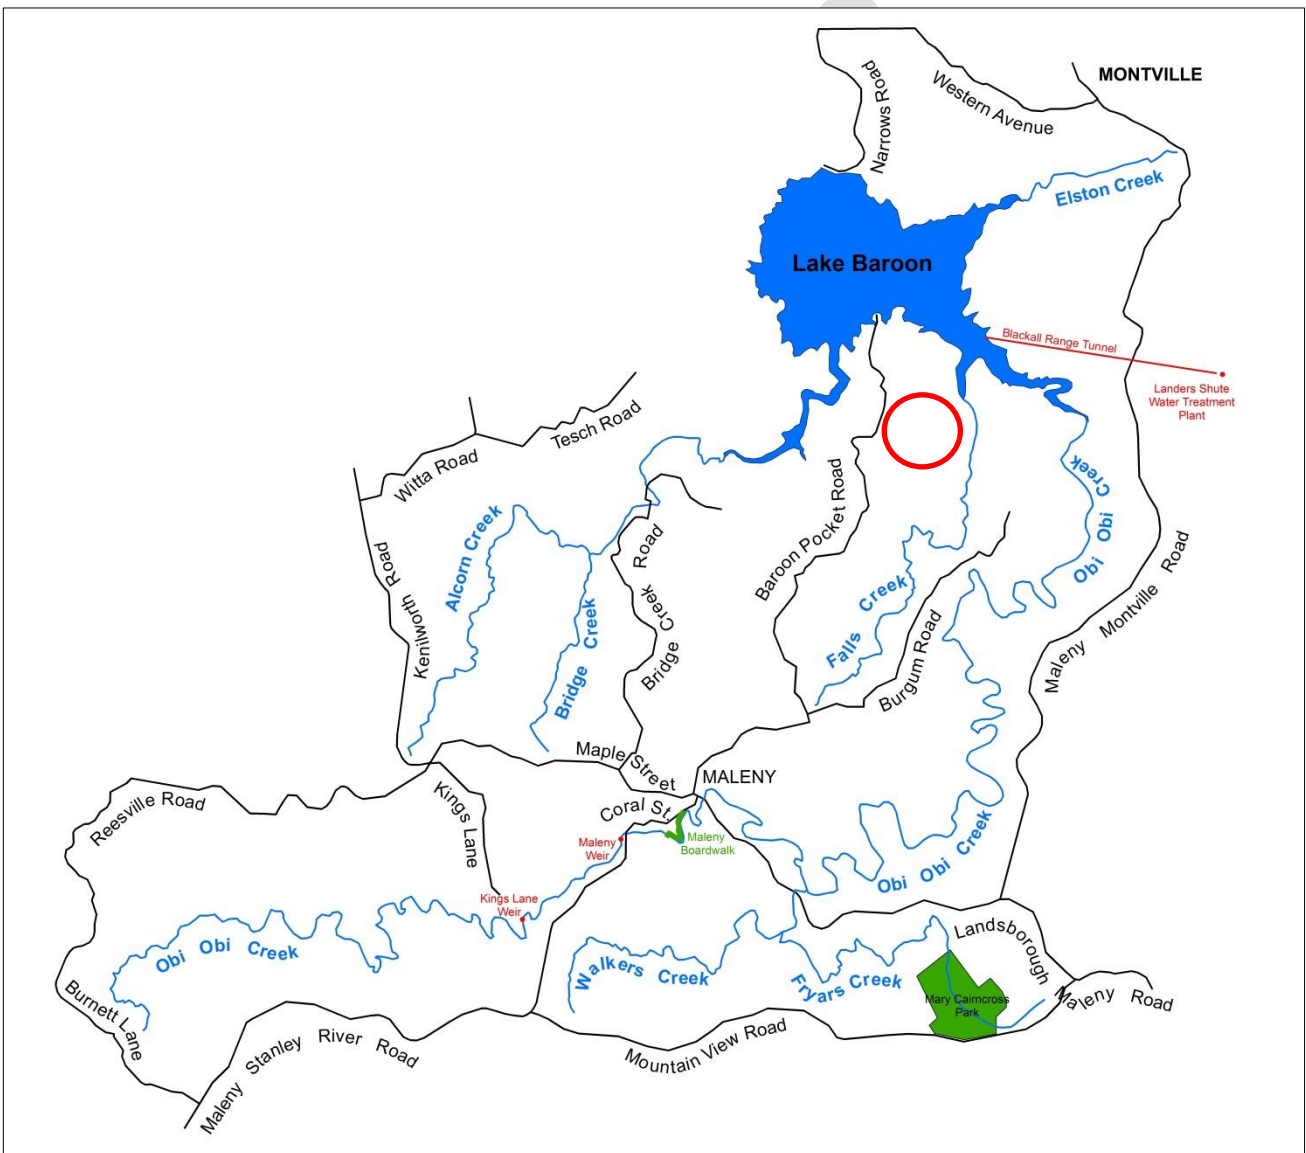 MONTVILLE
Narrows Road
Western Avenue
Elston Creek
Lake Baroon
Blackall Range Tunnel
Landers Shute
Water Treatment
Plant
Tesch Road
Witta Road
Alcorn Creek
Kenilworth Road
Bridge Creek
Bridge Creek Road
Baroon Pocket Road
Falls Creek
Burgum Road
Obi Obi Creek
Maleny Montville Road
Maple Street
MALENY
Coral St.
Maleny
Boardwalk
Maleny
Weir
Kings Lane
Kings Lane
Weir
Reesville Road
Obi Obi Creek
Obi Obi Creek
Burnett Lane
Maleny Stanley River Road
Walkers Creek
Fryars Creek
Mary Cairncross
Park
Landsborough
Maleny Road
Mountain View Road